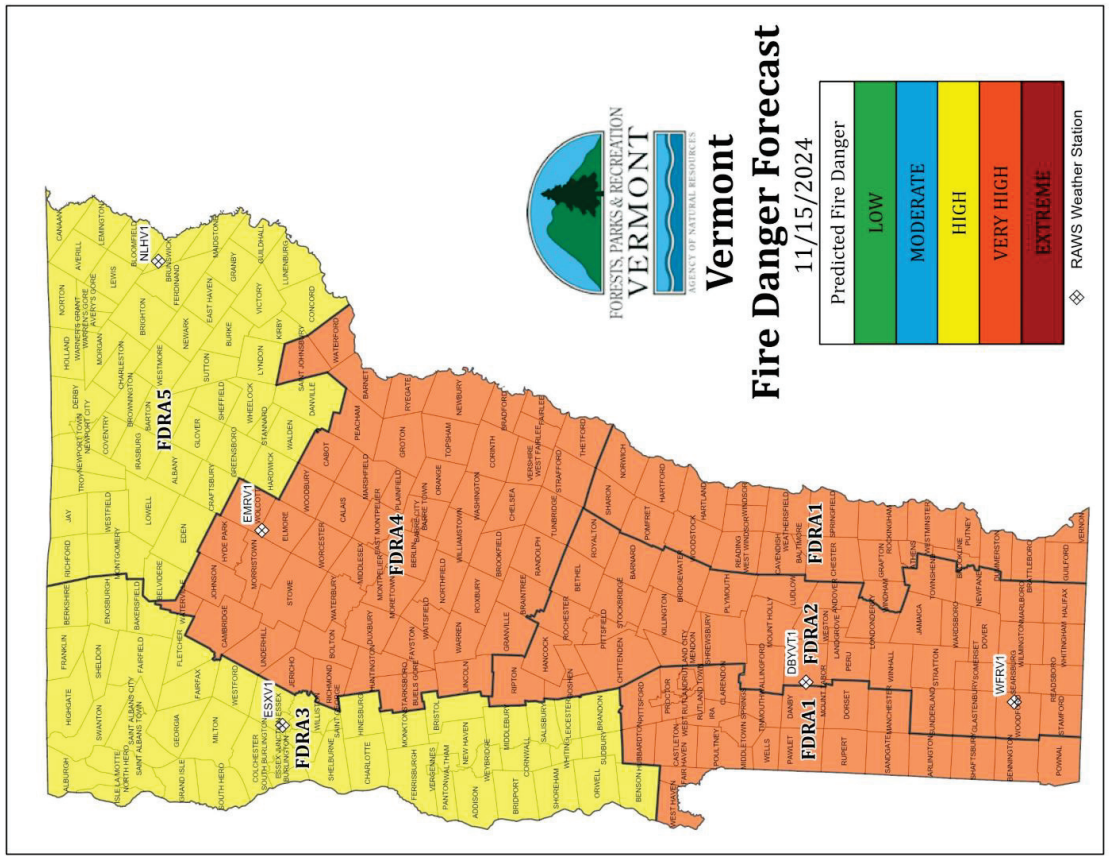 FORESTS, PARKS & RECREATION
VERMONT
AGENCY OF NATURAL RESOURCES
Vermont
Fire Danger Forecast
11/15/2024
Predicted Fire Danger
LOW
MODERATE
HIGH
VERY HIGH
EXTREME
RAWS Weather Station
FDRA5
FDRA3
FDRA4
FDRA1
FDRA2
FDRA1
NLHV1
EMRV1
ESXV1
DBYVT1
WFRV1
ALBURGH
HIGHGATE
FRANKLIN
BERKSHIRE
RICHFORD
JAY
TROY
NEWPORT TOWN
NEWPORT CITY
DERBY
HOLLAND
NORTON
CANAAN
AVERILL
LEMINGTON
WARNER'S GRANT
WARREN'S GORE
AVERY'S GORE
LEWIS
BLOOMFIELD
BRUNSWICK
FERDINAND
MAIDSTONE
MORGAN
CHARLESTON
BRIGHTON
COVENTRY
BROWNINGTON
IRASBURG
BARTON
WESTMORE
NEWARK
EAST HAVEN
GRANBY
GUILDHALL
LUNENBURG
VICTORY
BURKE
SUTTON
SHEFFIELD
GLOVER
ALBANY
LOWELL
WESTFIELD
MONTGOMERY
EDEN
CRAFTSBURY
GREENSBORO
WHEELOCK
STANNARD
LYNDON
KIRBY
CONCORD
WALDEN
HARDWICK
DANVILLE
SAINT JOHNSBURY
WATERFORD
BELVIDERE
ISLE LA MOTTE
NORTH HERO
SWANTON
SHELDON
ENOSBURGH
SAINT ALBANS CITY
SAINT ALBANS TOWN
FAIRFIELD
BAKERSFIELD
GRAND ISLE
GEORGIA
FAIRFAX
FLETCHER
WATERVILLE
SOUTH HERO
MILTON
WESTFORD
COLCHESTER
SOUTH BURLINGTON
ESSEX JUNCTION
ESSEX
BURLINGTON
WILLISTON
SHELBURNE
HINESBURG
CHARLOTTE
FERRISBURGH
MONKTON
VERGENNES
PANTON
WALTHAM
BRISTOL
NEW HAVEN
ADDISON
WEYBRIDGE
BRIDPORT
MIDDLEBURY
CORNWALL
SHOREHAM
SALISBURY
WHITING
LEICESTER
GOSHEN
ORWELL
SUDBURY
BRANDON
BENSON
HUBBARDTON
CAMBRIDGE
JOHNSON
HYDE PARK
WOLCOTT
MORRISTOWN
ELMORE
UNDERHILL
STOWE
WORCESTER
WOODBURY
CABOT
CALAIS
PEACHAM
BARNET
JERICHO
RICHMOND
BOLTON
WATERBURY
MIDDLESEX
MARSHFIELD
PLAINFIELD
EAST MONTPELIER
MONTPELIER
GROTON
RYEGATE
HUNTINGTON
DUXBURY
MORETOWN
BERLIN
BARRE CITY
BARRE TOWN
ORANGE
TOPSHAM
NEWBURY
STARKSBORO
BUELS GORE
FAYSTON
WAITSFIELD
NORTHFIELD
WILLIAMSTOWN
WASHINGTON
CORINTH
BRADFORD
LINCOLN
WARREN
ROXBURY
BROOKFIELD
CHELSEA
VERSHIRE
WEST FAIRLEE
FAIRLEE
RIPTON
GRANVILLE
BRAINTREE
RANDOLPH
TUNBRIDGE
STRAFFORD
THETFORD
HANCOCK
ROCHESTER
BETHEL
ROYALTON
SHARON
NORWICH
PITTSFIELD
STOCKBRIDGE
BARNARD
POMFRET
HARTFORD
CHITTENDEN
KILLINGTON
BRIDGEWATER
WOODSTOCK
HARTLAND
WEST HAVEN
FAIR HAVEN
CASTLETON
PITTSFORD
PROCTOR
WEST RUTLAND
RUTLAND CITY
RUTLAND TOWN
MENDON
SHREWSBURY
PLYMOUTH
READING
WEST WINDSOR
WINDSOR
POULTNEY
IRA
CLARENDON
MIDDLETOWN SPRINGS
TINMOUTH
WALLINGFORD
MOUNT HOLLY
LUDLOW
CAVENDISH
WEATHERSFIELD
BALTIMORE
WELLS
PAWLET
DANBY
MOUNT TABOR
WESTON
ANDOVER
CHESTER
SPRINGFIELD
RUPERT
DORSET
PERU
LANDGROVE
LONDONDERRY
WINDHAM
GRAFTON
ROCKINGHAM
SANDGATE
MANCHESTER
WINHALL
JAMAICA
TOWNSHEND
ATHENS
WESTMINSTER
ARLINGTON
SUNDERLAND
STRATTON
WARDSBORO
NEWFANE
BROOKLINE
PUTNEY
SHAFTSBURY
GLASTENBURY
SOMERSET
DOVER
DUMMERSTON
BENNINGTON
WOODFORD
SEARSBURG
WILMINGTON
MARLBORO
BRATTLEBORO
POWNAL
STAMFORD
READSBORO
WHITINGHAM
HALIFAX
GUILFORD
VERNON